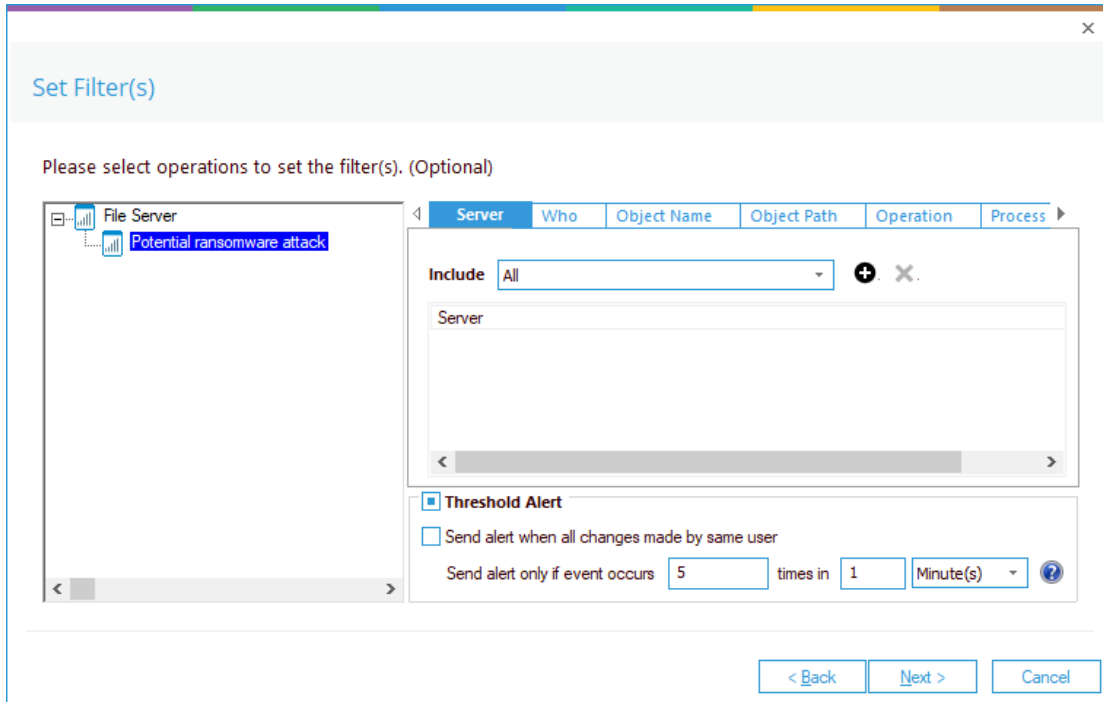 Set Filter(s)
Please select operations to set the filter(s). (Optional)
File Server
Potential ransomware attack
Server Who Object Name Object Path Operation Process
Include All
Server
Threshold Alert
Send alert when all changes made by same user
Send alert only if event occurs 5 times in 1 Minute(s)
< Back Next > Cancel